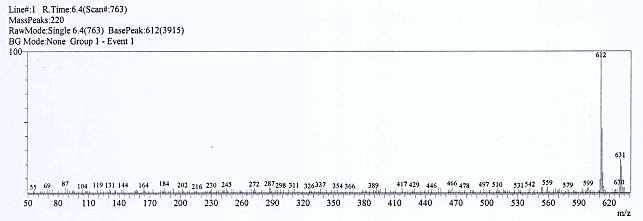 Line#:1 R.Time:6.4(Scan#:763)
MassPeaks:220
RawMode:Single 6.4(763) BasePeak:612(3915)
BG Mode:None Group 1 - Event 1
100
612
631
55 69 87 104 119 131 144 164 184 202 216 230 245 272 287 298 311 326 337 354 366 389 417 429 446 466 478 497 510 531 542 559 579 599 630
50 80 110 140 170 200 230 260 290 320 350 380 410 440 470 500 530 560 590 620
m/z